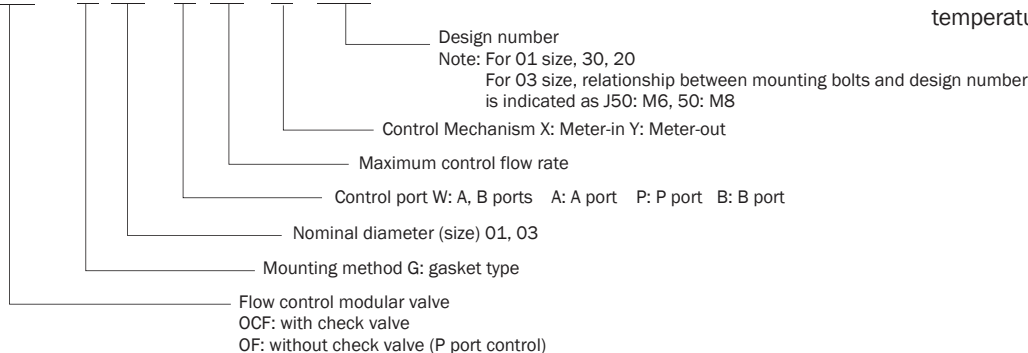 temperatu
Design number
Note: For 01 size, 30, 20
For 03 size, relationship between mounting bolts and design number
is indicated as J50: M6, 50: M8
Control Mechanism X: Meter-in Y: Meter-out
Maximum control flow rate
Control port W: A, B ports A: A port P: P port B: B port
Nominal diameter (size) 01, 03
Mounting method G: gasket type
Flow control modular valve
OCF: with check valve
OF: without check valve (P port control)